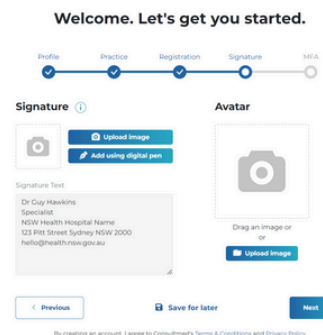 Welcome. Let's get you started.
Profile Practice Registration Signature MFA
Signature Avatar
Upload image
Add using digital pen
Signature Text
Dr Guy Hawkins
Specialist
NSW Health Hospital Name
123 Pitt Street Sydney NSW 2000
hello@health.nsw.gov.au
Drag an image or
or
Upload image
Previous Save for later Next
By creating an account, I agree to Consultmed's Terms & Conditions and Privacy Policy